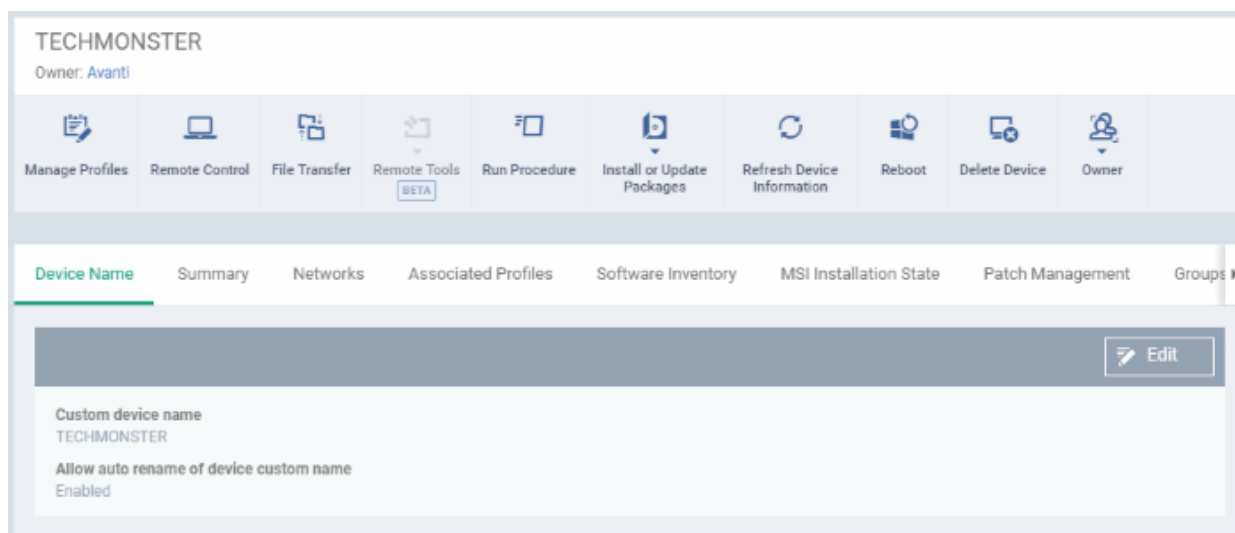 TECHMONSTER
Owner: Avanti
Manage Profiles
Remote Control
File Transfer
Remote Tools
BETA
Run Procedure
Install or Update
Packages
Refresh Device
Information
Reboot
Delete Device
Owner
Device Name Summary Networks Associated Profiles Software Inventory MSI Installation State Patch Management Groups
Edit
Custom device name
TECHMONSTER
Allow auto rename of device custom name
Enabled